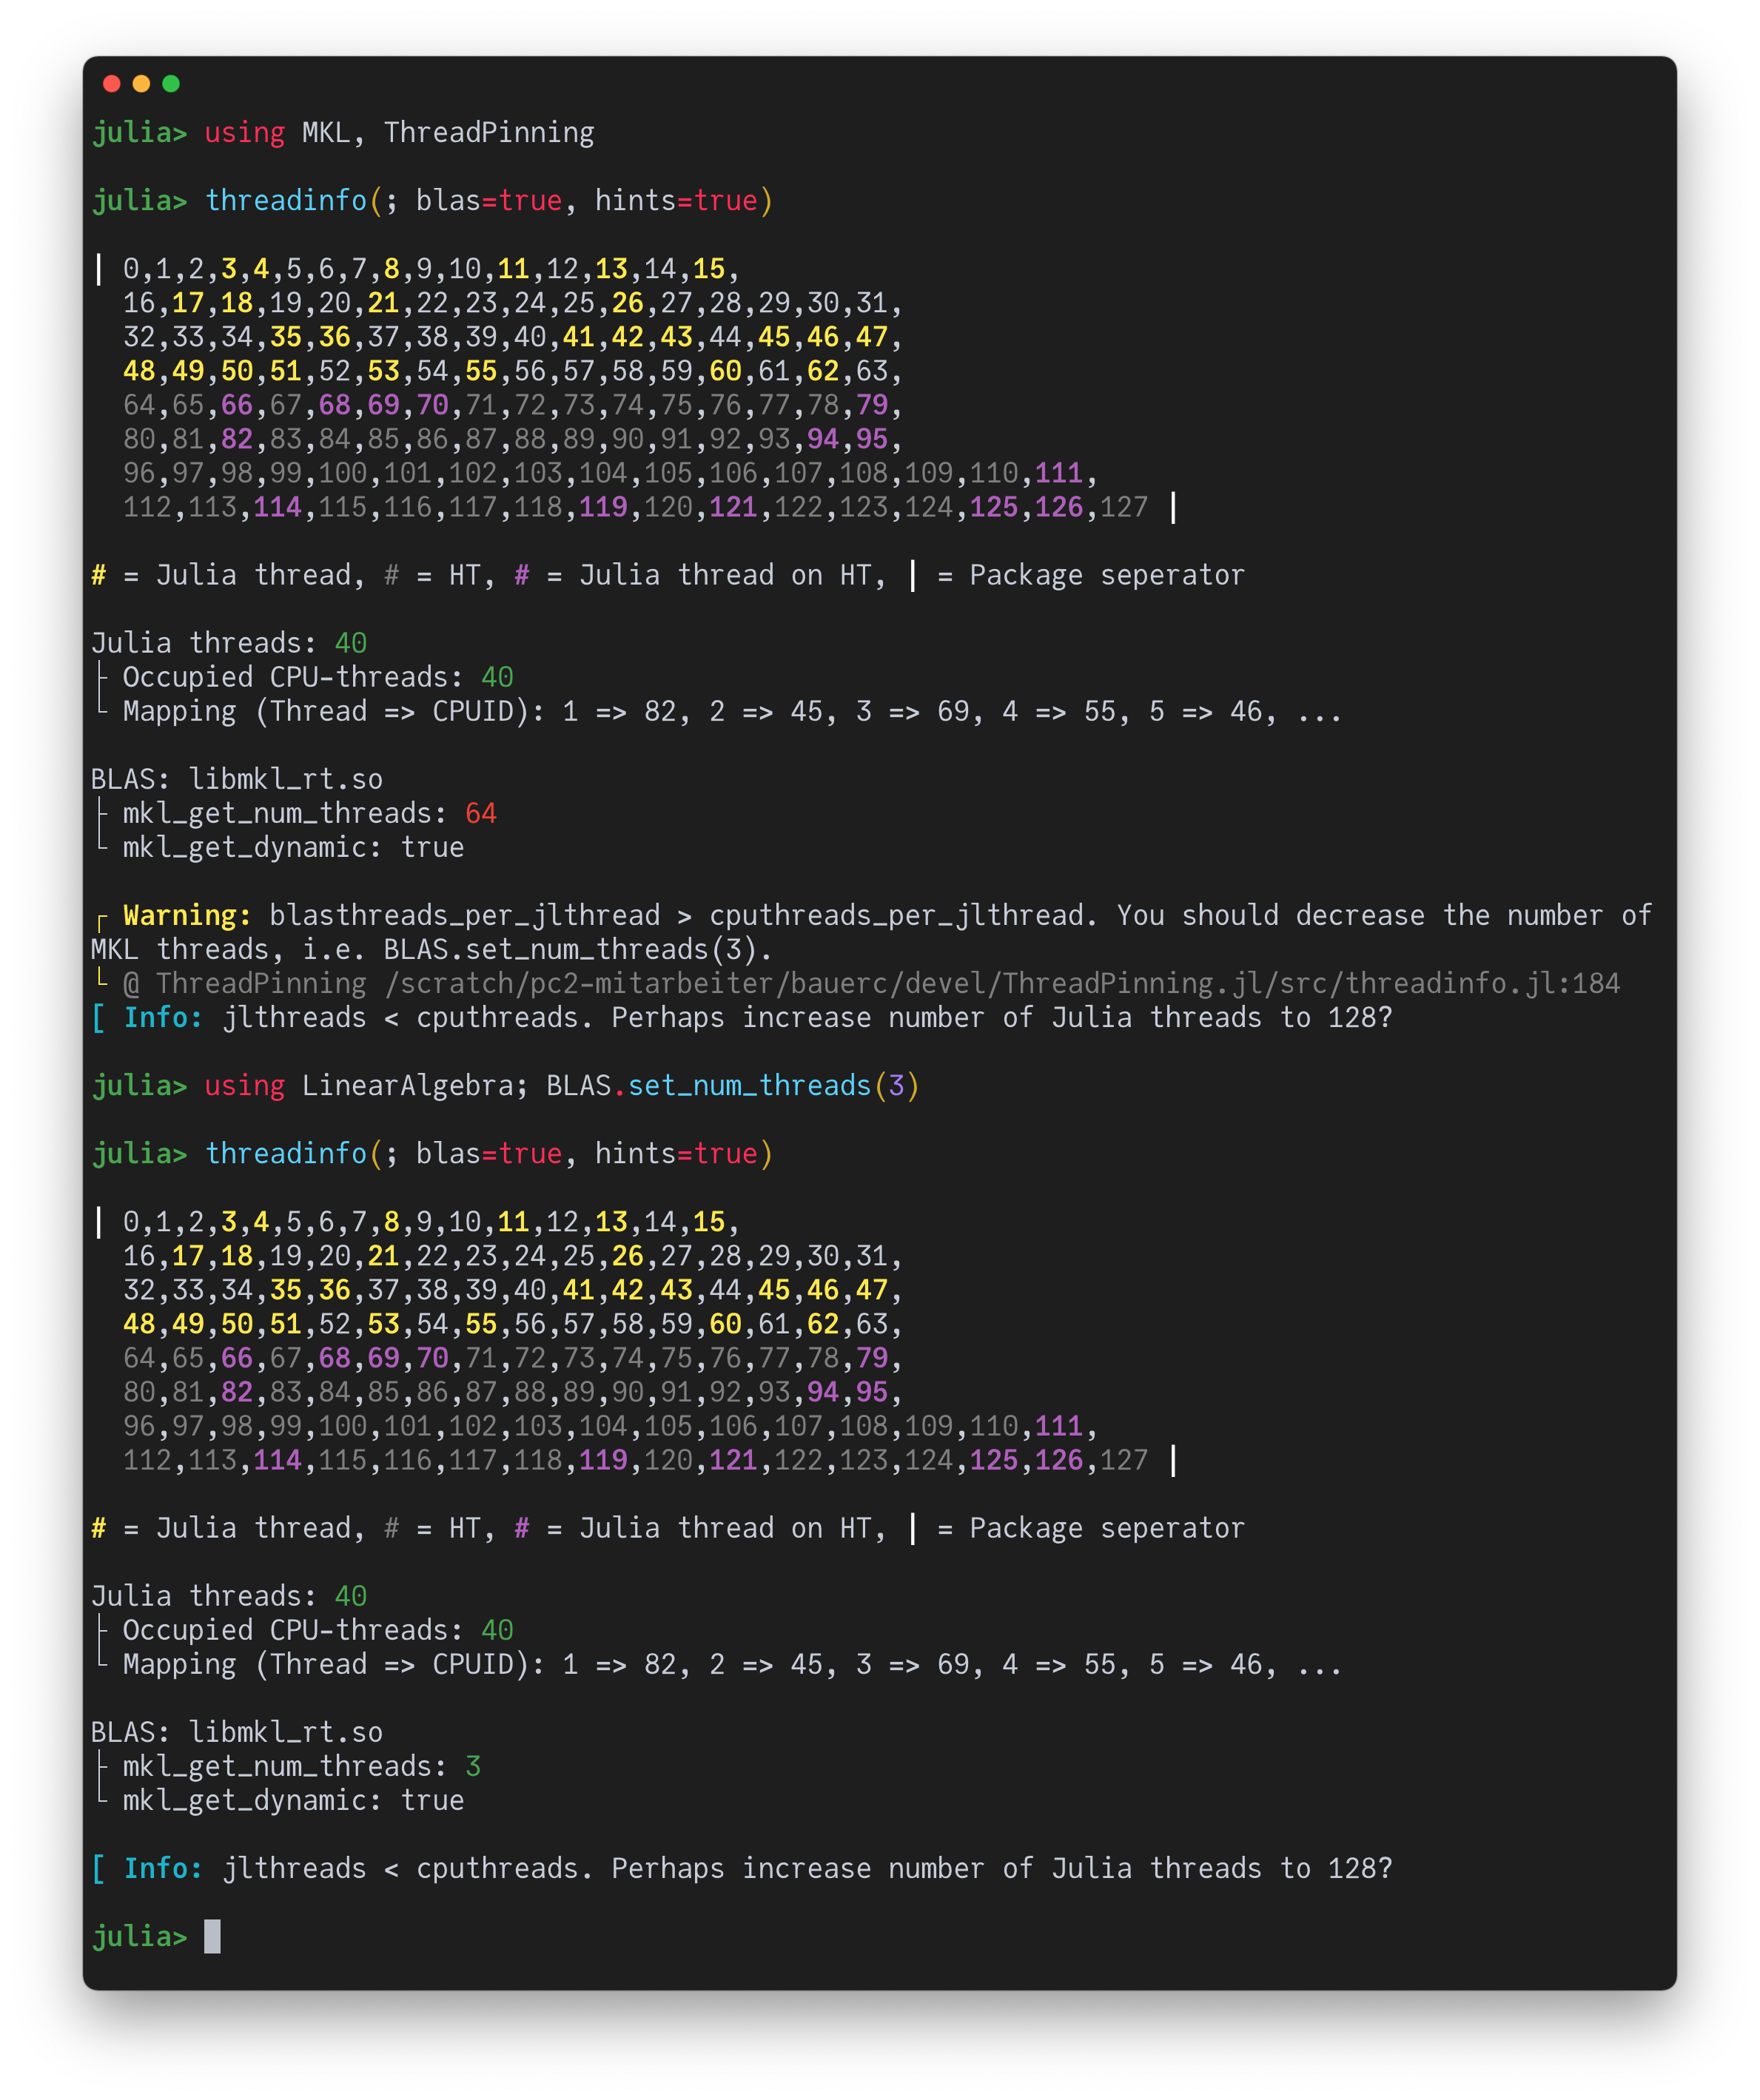 julia> using MKL, ThreadPinning
julia> threadinfo(; blas=true, hints=true)
| 0,1,2,3,4,5,6,7,8,9,10,11,12,13,14,15,
16,17,18,19,20,21,22,23,24,25,26,27,28,29,30,31,
32,33,34,35,36,37,38,39,40,41,42,43,44,45,46,47,
48,49,50,51,52,53,54,55,56,57,58,59,60,61,62,63,
64,65,66,67,68,69,70,71,72,73,74,75,76,77,78,79,
80,81,82,83,84,85,86,87,88,89,90,91,92,93,94,95,
96,97,98,99,100,101,102,103,104,105,106,107,108,109,110,111,
112,113,114,115,116,117,118,119,120,121,122,123,124,125,126,127 |
# = Julia thread, # = HT, # = Julia thread on HT, | = Package seperator
Julia threads: 40
├ Occupied CPU-threads: 40
└ Mapping (Thread => CPUID): 1 => 82, 2 => 45, 3 => 69, 4 => 55, 5 => 46, ...
BLAS: libmkl_rt.so
├ mkl_get_num_threads: 64
└ mkl_get_dynamic: true
┌ Warning: blasthreads_per_jlthread > cputhreads_per_jlthread. You should decrease the number of
MKL threads, i.e. BLAS.set_num_threads(3).
└ @ ThreadPinning /scratch/pc2-mitarbeiter/bauerc/devel/ThreadPinning.jl/src/threadinfo.jl:184
[ Info: jlthreads < cputhreads. Perhaps increase number of Julia threads to 128?
julia> using LinearAlgebra; BLAS.set_num_threads(3)
julia> threadinfo(; blas=true, hints=true)
| 0,1,2,3,4,5,6,7,8,9,10,11,12,13,14,15,
16,17,18,19,20,21,22,23,24,25,26,27,28,29,30,31,
32,33,34,35,36,37,38,39,40,41,42,43,44,45,46,47,
48,49,50,51,52,53,54,55,56,57,58,59,60,61,62,63,
64,65,66,67,68,69,70,71,72,73,74,75,76,77,78,79,
80,81,82,83,84,85,86,87,88,89,90,91,92,93,94,95,
96,97,98,99,100,101,102,103,104,105,106,107,108,109,110,111,
112,113,114,115,116,117,118,119,120,121,122,123,124,125,126,127 |
# = Julia thread, # = HT, # = Julia thread on HT, | = Package seperator
Julia threads: 40
├ Occupied CPU-threads: 40
└ Mapping (Thread => CPUID): 1 => 82, 2 => 45, 3 => 69, 4 => 55, 5 => 46, ...
BLAS: libmkl_rt.so
├ mkl_get_num_threads: 3
└ mkl_get_dynamic: true
[ Info: jlthreads < cputhreads. Perhaps increase number of Julia threads to 128?
julia>